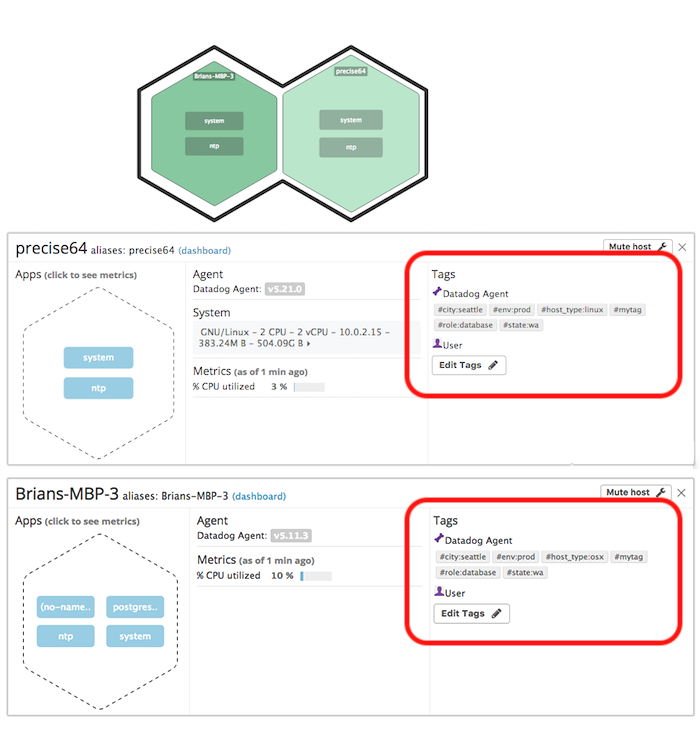 Brians-MBP-3
precise64
system
system
ntp
ntp
precise64 aliases: precise64 (dashboard)
Mute host
Apps (click to see metrics)
system
ntp
Agent
Datadog Agent: v5.21.0
System
GNU/Linux - 2 CPU - 2 vCPU - 10.0.2.15 -
383.24M B - 504.09G B
Metrics (as of 1 min ago)
% CPU utilized 3 %
Tags
Datadog Agent
#city:seattle #env:prod #host_type:linux #mytag
#role:database #state:wa
User
Edit Tags
Brians-MBP-3 aliases: Brians-MBP-3 (dashboard)
Mute host
Apps (click to see metrics)
(no-name.. postgres..
ntp system
Agent
Datadog Agent: v5.11.3
Metrics (as of 1 min ago)
% CPU utilized 10 %
Tags
Datadog Agent
#city:seattle #env:prod #host_type:osx #mytag
#role:database #state:wa
User
Edit Tags